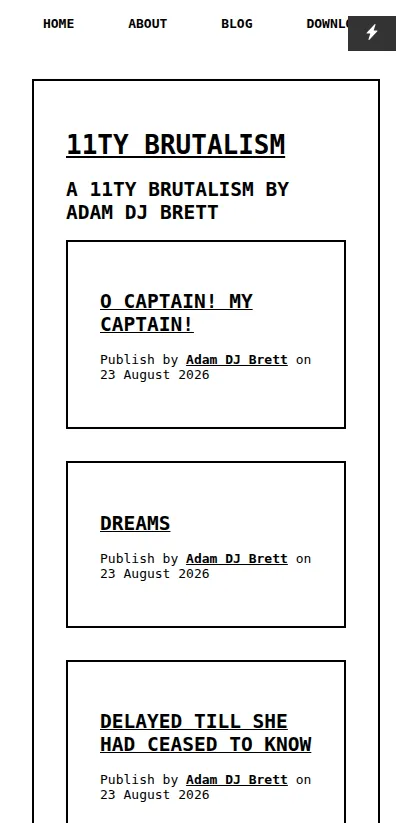 HOME ABOUT BLOG
11TY BRUTALISM
A 11TY BRUTALISM BY
ADAM DJ BRETT
O CAPTAIN! MY
CAPTAIN!
Publish by Adam DJ Brett on
23 August 2026
DREAMS
Publish by Adam DJ Brett on
23 August 2026
DELAYED TILL SHE
HAD CEASED TO KNOW
Publish by Adam DJ Brett on
23 August 2026